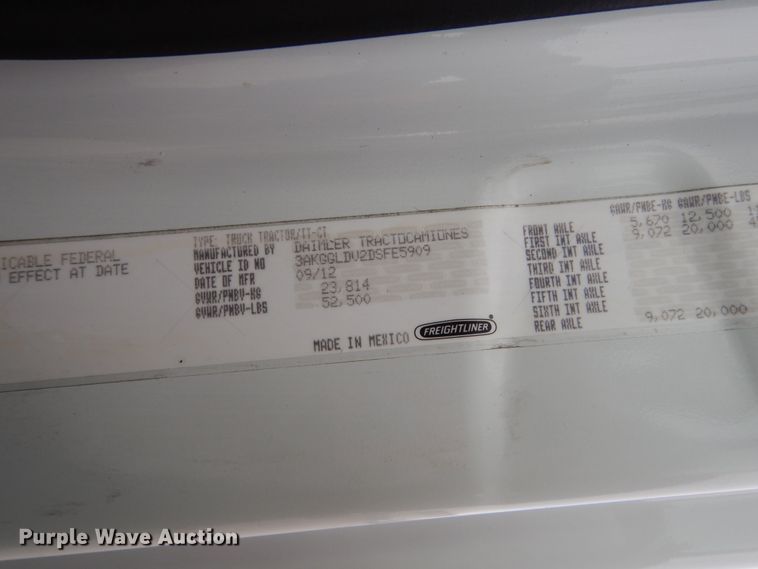 ICABLE FEDERAL
EFFECT AT DATE
TYPE: TRUCK TRACTOR/TT-CT
MANUFACTURED BY DAIMLER TRACTOCAMIONES
VEHICLE ID NO 3AKGGLDV2DSFE5909
DATE OF MFR 09/12
GVWR/PNBV-KG 23,814
GVWR/PNBV-LBS 52,500
MADE IN MEXICO FREIGHTLINER
GAWR/PNBE-KG GAWR/PNBE-LBS
FRONT AXLE 5,670 12,500
FIRST INT AXLE 9,072 20,000
SECOND INT AXLE
THIRD INT AXLE
FOURTH INT AXLE
FIFTH INT AXLE
SIXTH INT AXLE
REAR AXLE 9,072 20,000
Purple Wave Auction